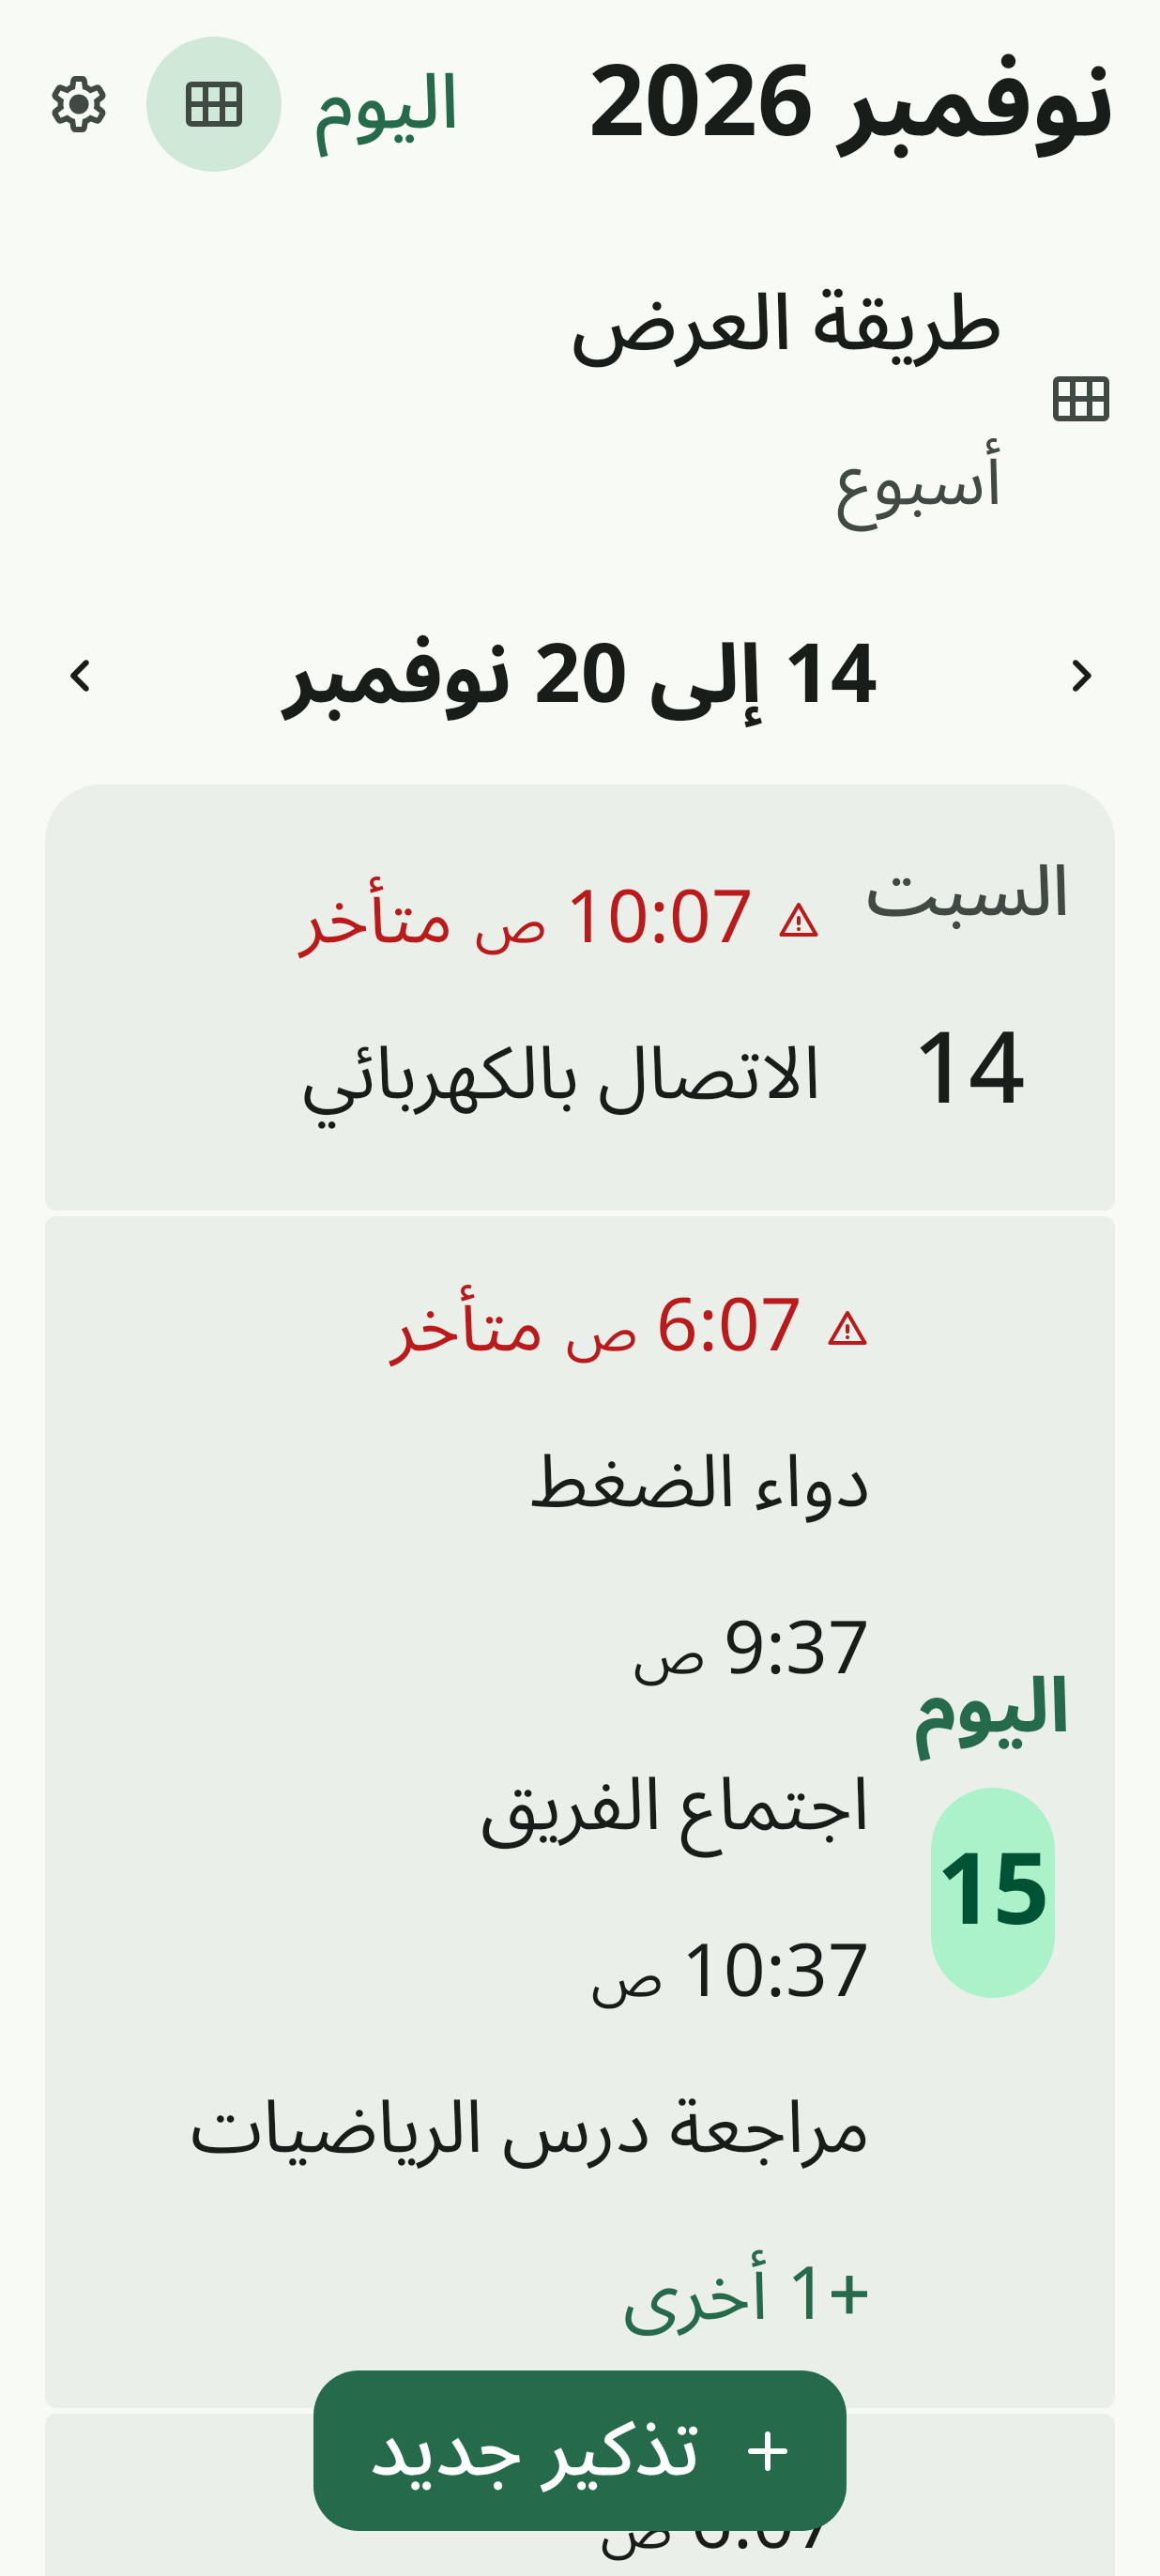 نوفمبر 2026
اليوم
طريقة العرض
أسبوع
14 إلى 20 نوفمبر
السبت
14
10:07 ص متأخر
الاتصال بالكهربائي
اليوم
15
6:07 ص متأخر
دواء الضغط
9:37 ص
اجتماع الفريق
10:37 ص
مراجعة درس الرياضيات
+1 أخرى
تذكير جديد